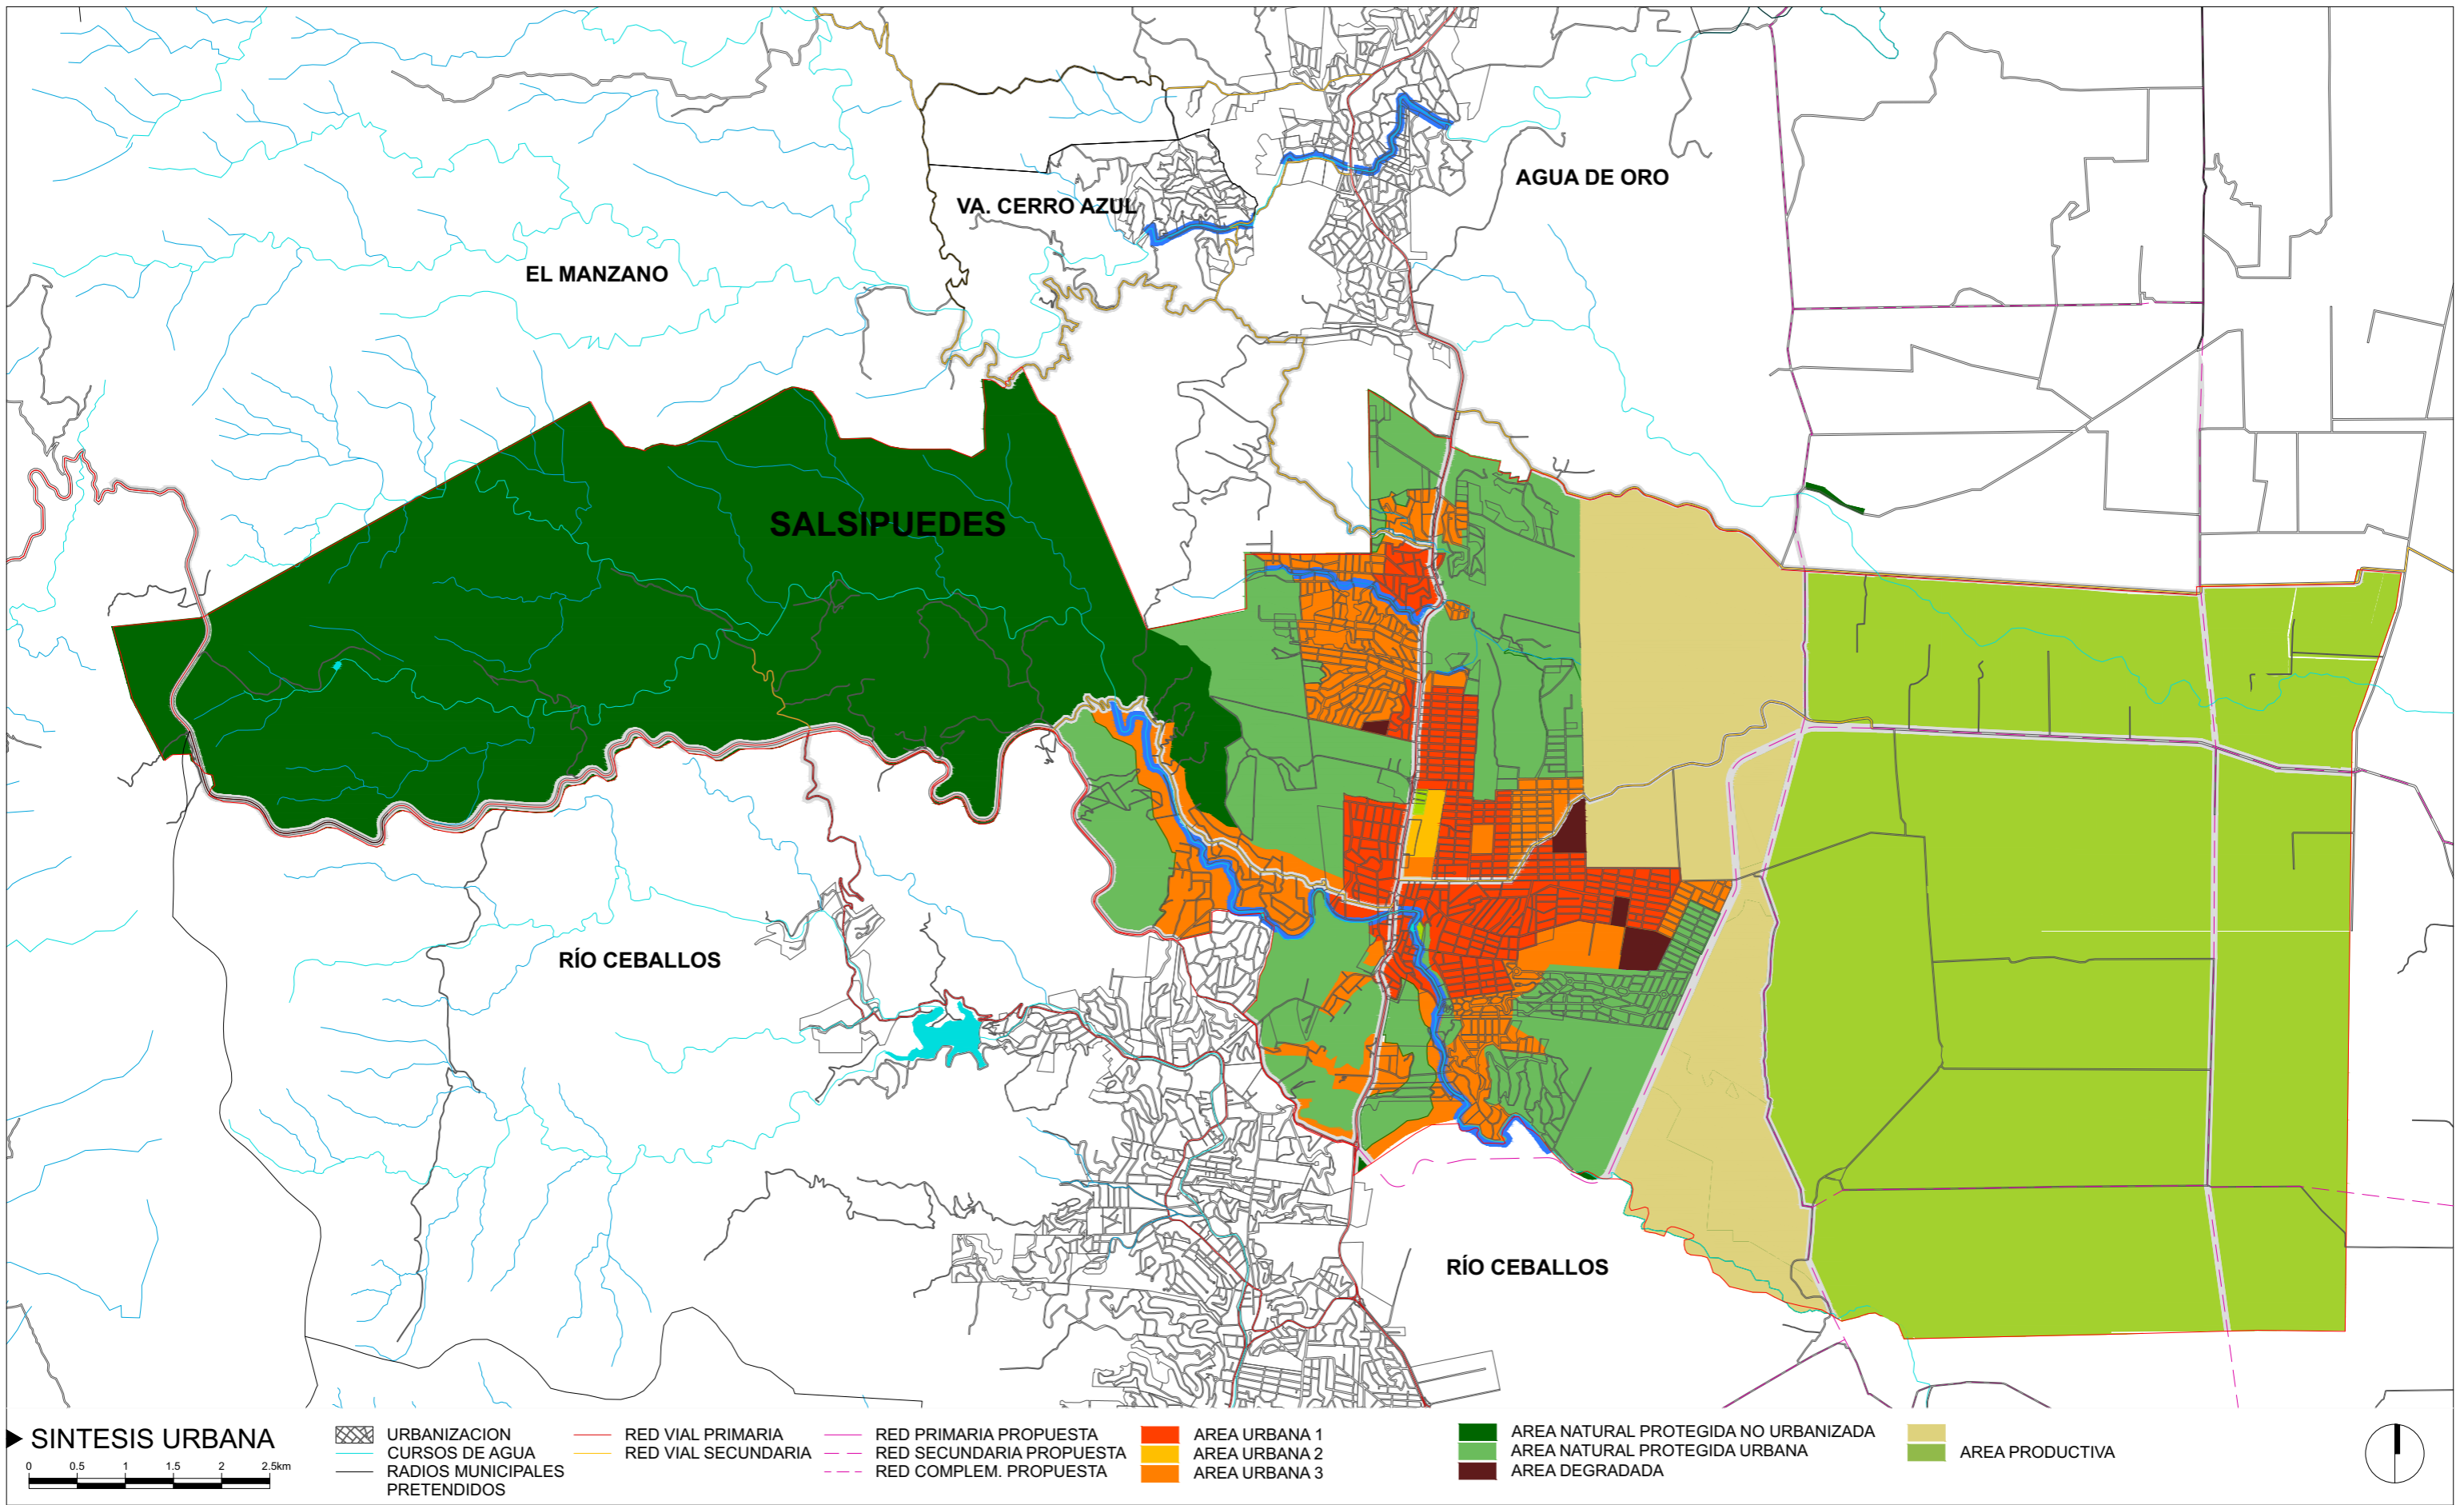 AGUA DE ORO
VA. CERRO AZUL
EL MANZANO
SALSIPUEDES
RÍO CEBALLOS
RÍO CEBALLOS
SINTESIS URBANA
0 0.5 1 1.5 2 2.5km
URBANIZACION
CURSOS DE AGUA
RADIOS MUNICIPALES
PRETENDIDOS
RED VIAL PRIMARIA
RED VIAL SECUNDARIA
RED PRIMARIA PROPUESTA
RED SECUNDARIA PROPUESTA
RED COMPLEM. PROPUESTA
AREA URBANA 1
AREA URBANA 2
AREA URBANA 3
AREA NATURAL PROTEGIDA NO URBANIZADA
AREA NATURAL PROTEGIDA URBANA
AREA DEGRADADA
AREA PRODUCTIVA